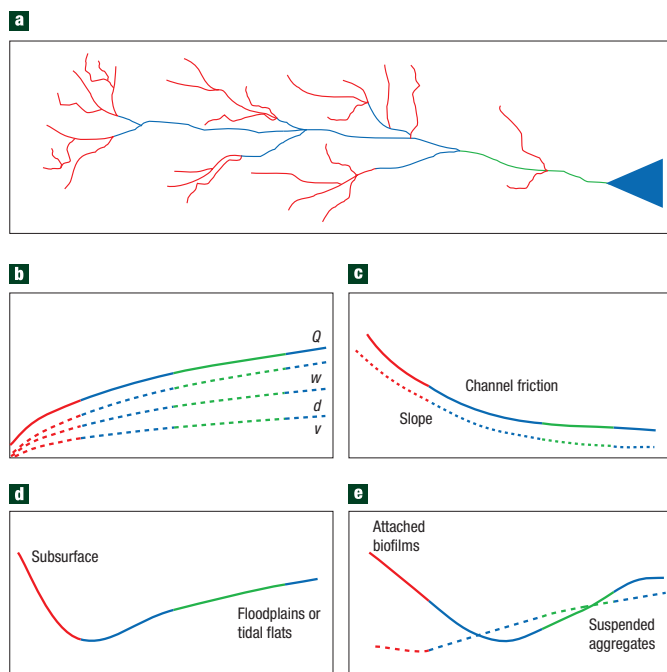 a
b
c
Q
w
d
v
Channel friction
Slope
d
e
Subsurface
Floodplains or
tidal flats
Attached
biofilms
Suspended
aggregates